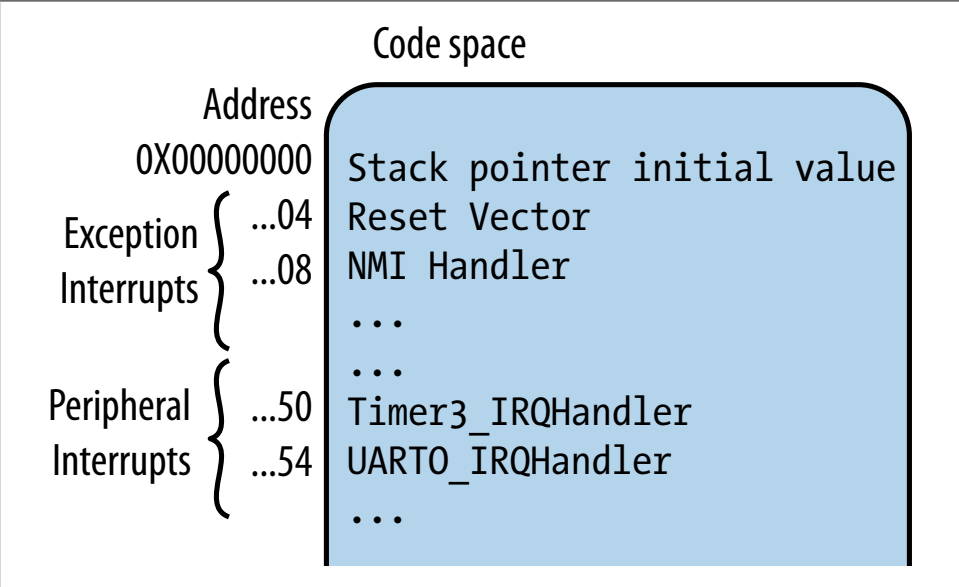 Code space
Address
0X00000000 Stack pointer initial value
Exception Interrupts
...04 Reset Vector
...08 NMI Handler
...
...
Peripheral Interrupts
...50 Timer3_IRQHandler
...54 UARTO_IRQHandler
...